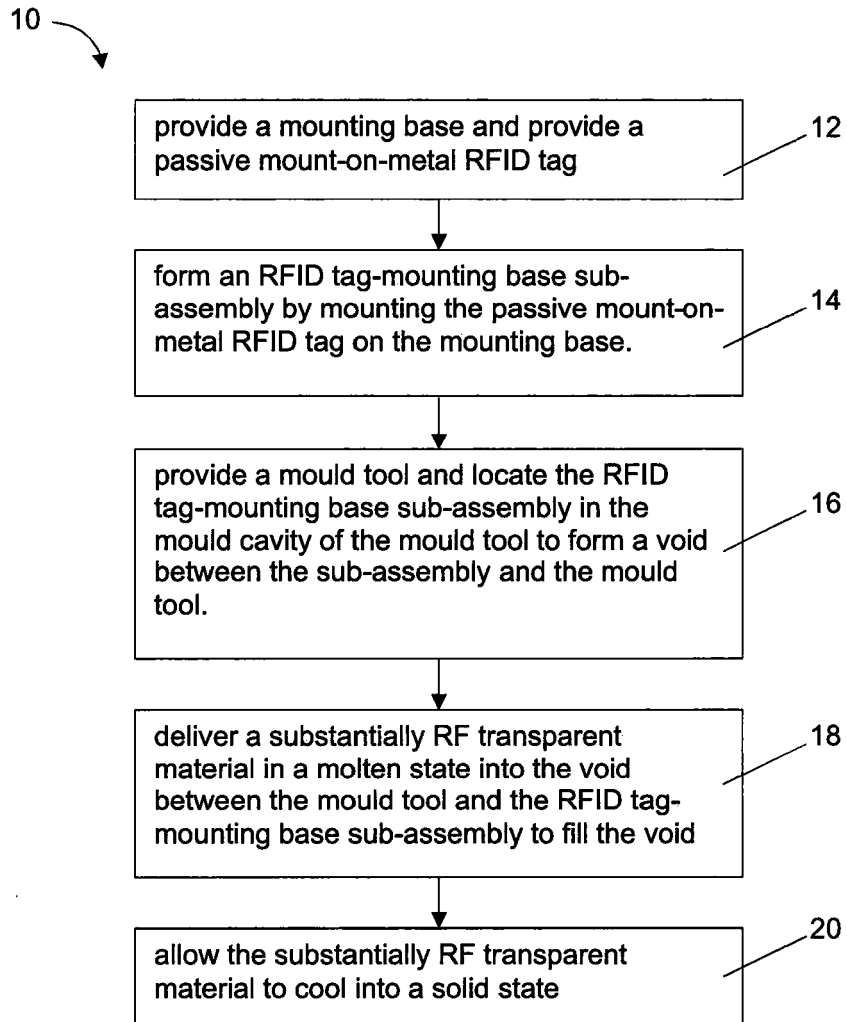 10
provide a mounting base and provide a
passive mount-on-metal RFID tag
12
form an RFID tag-mounting base sub-
assembly by mounting the passive mount-on-
metal RFID tag on the mounting base.
14
provide a mould tool and locate the RFID
tag-mounting base sub-assembly in the
mould cavity of the mould tool to form a void
between the sub-assembly and the mould
tool.
16
deliver a substantially RF transparent
material in a molten state into the void
between the mould tool and the RFID tag-
mounting base sub-assembly to fill the void
18
allow the substantially RF transparent
material to cool into a solid state
20